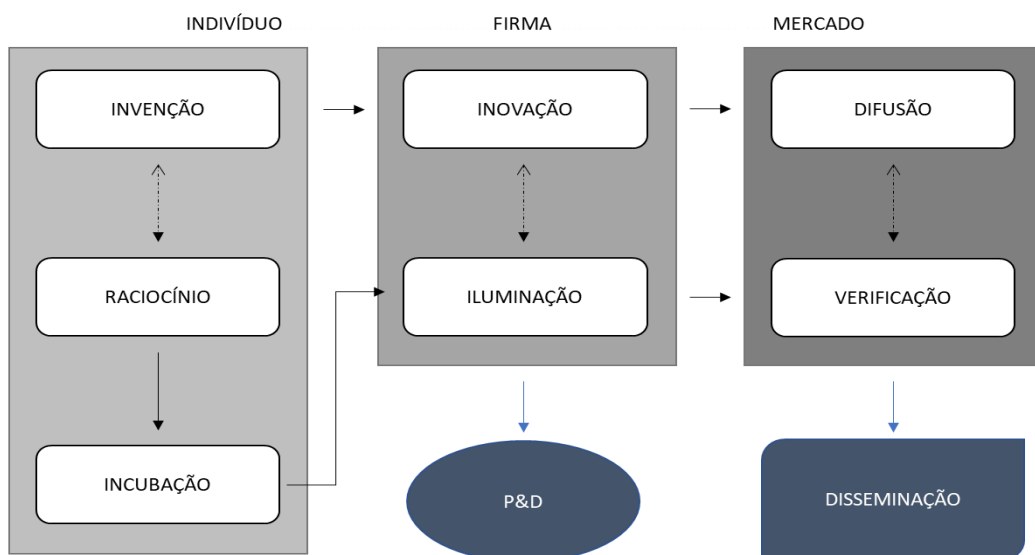 INDIVÍDUO
FIRMA
MERCADO
INVENÇÃO
INOVAÇÃO
DIFUSÃO
RACIOCÍNIO
ILUMINAÇÃO
VERIFICAÇÃO
INCUBAÇÃO
P&D
DISSEMINAÇÃO